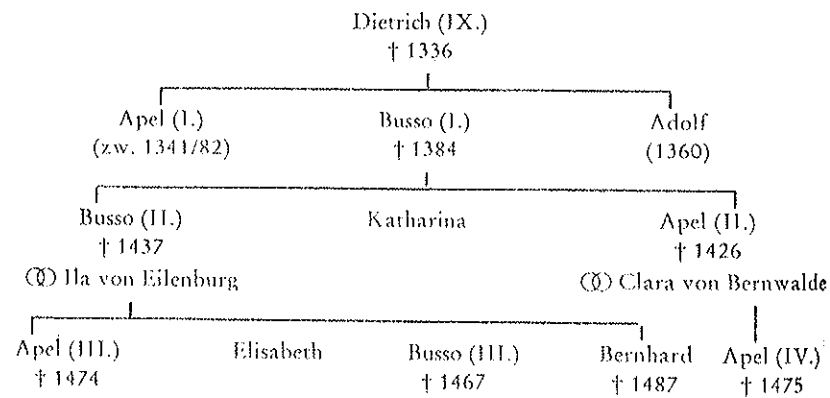 Dietrich (IX.)
† 1336
Apel (I.) Busso (I.) Adolf
(zw. 1341/82) † 1384 (1360)
Busso (II.) Katharina Apel (II.)
† 1437 † 1426
⚭ Ila von Eilenburg ⚭ Clara von Bernwalde
Apel (III.) Elisabeth Busso (III.) Bernhard Apel (IV.)
† 1474 † 1467 † 1487 † 1475